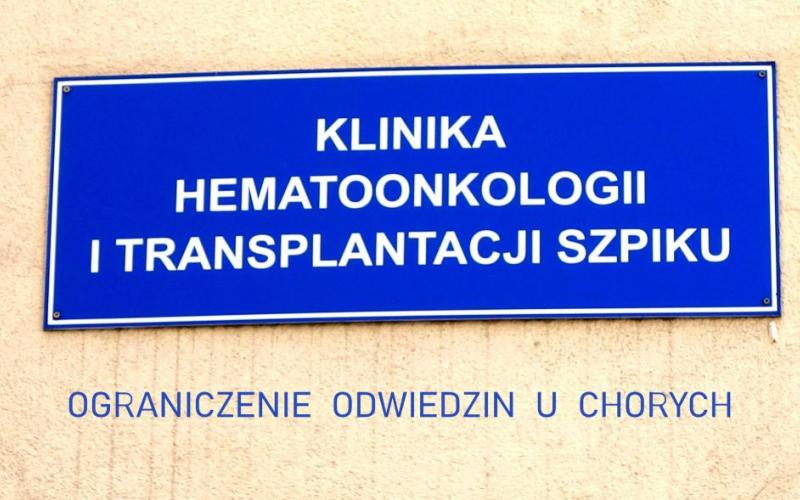 KLINIKA
HEMATOONKOLOGII
I TRANSPLANTACJI SZPIKU
OGRANICZENIE ODWIEDZIN U CHORYCH